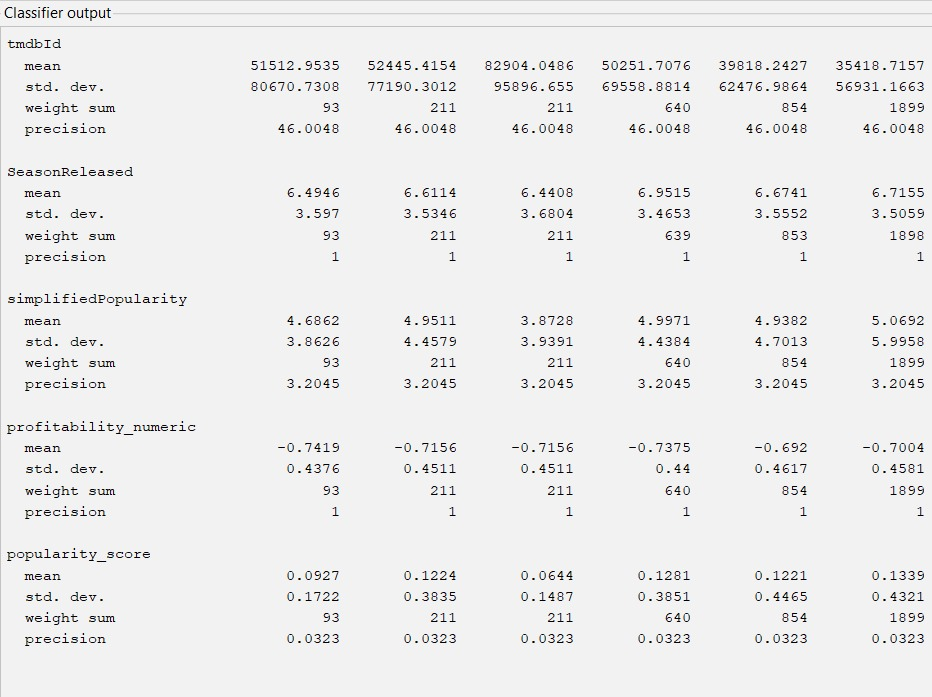 Classifier output
tmdbId
mean 51512.9535 52445.4154 82904.0486 50251.7076 39818.2427 35418.7157
std. dev. 80670.7308 77190.3012 95896.655 69558.8814 62476.9864 56931.1663
weight sum 93 211 211 640 854 1899
precision 46.0048 46.0048 46.0048 46.0048 46.0048 46.0048
SeasonReleased
mean 6.4946 6.6114 6.4408 6.9515 6.6741 6.7155
std. dev. 3.597 3.5346 3.6804 3.4653 3.5552 3.5059
weight sum 93 211 211 639 853 1898
precision 1 1 1 1 1 1
simplifiedPopularity
mean 4.6862 4.9511 3.8728 4.9971 4.9382 5.0692
std. dev. 3.8626 4.4579 3.9391 4.4384 4.7013 5.9958
weight sum 93 211 211 640 854 1899
precision 3.2045 3.2045 3.2045 3.2045 3.2045 3.2045
profitability_numeric
mean -0.7419 -0.7156 -0.7156 -0.7375 -0.692 -0.7004
std. dev. 0.4376 0.4511 0.4511 0.44 0.4617 0.4581
weight sum 93 211 211 640 854 1899
precision 1 1 1 1 1 1
popularity_score
mean 0.0927 0.1224 0.0644 0.1281 0.1221 0.1339
std. dev. 0.1722 0.3835 0.1487 0.3851 0.4465 0.4321
weight sum 93 211 211 640 854 1899
precision 0.0323 0.0323 0.0323 0.0323 0.0323 0.0323